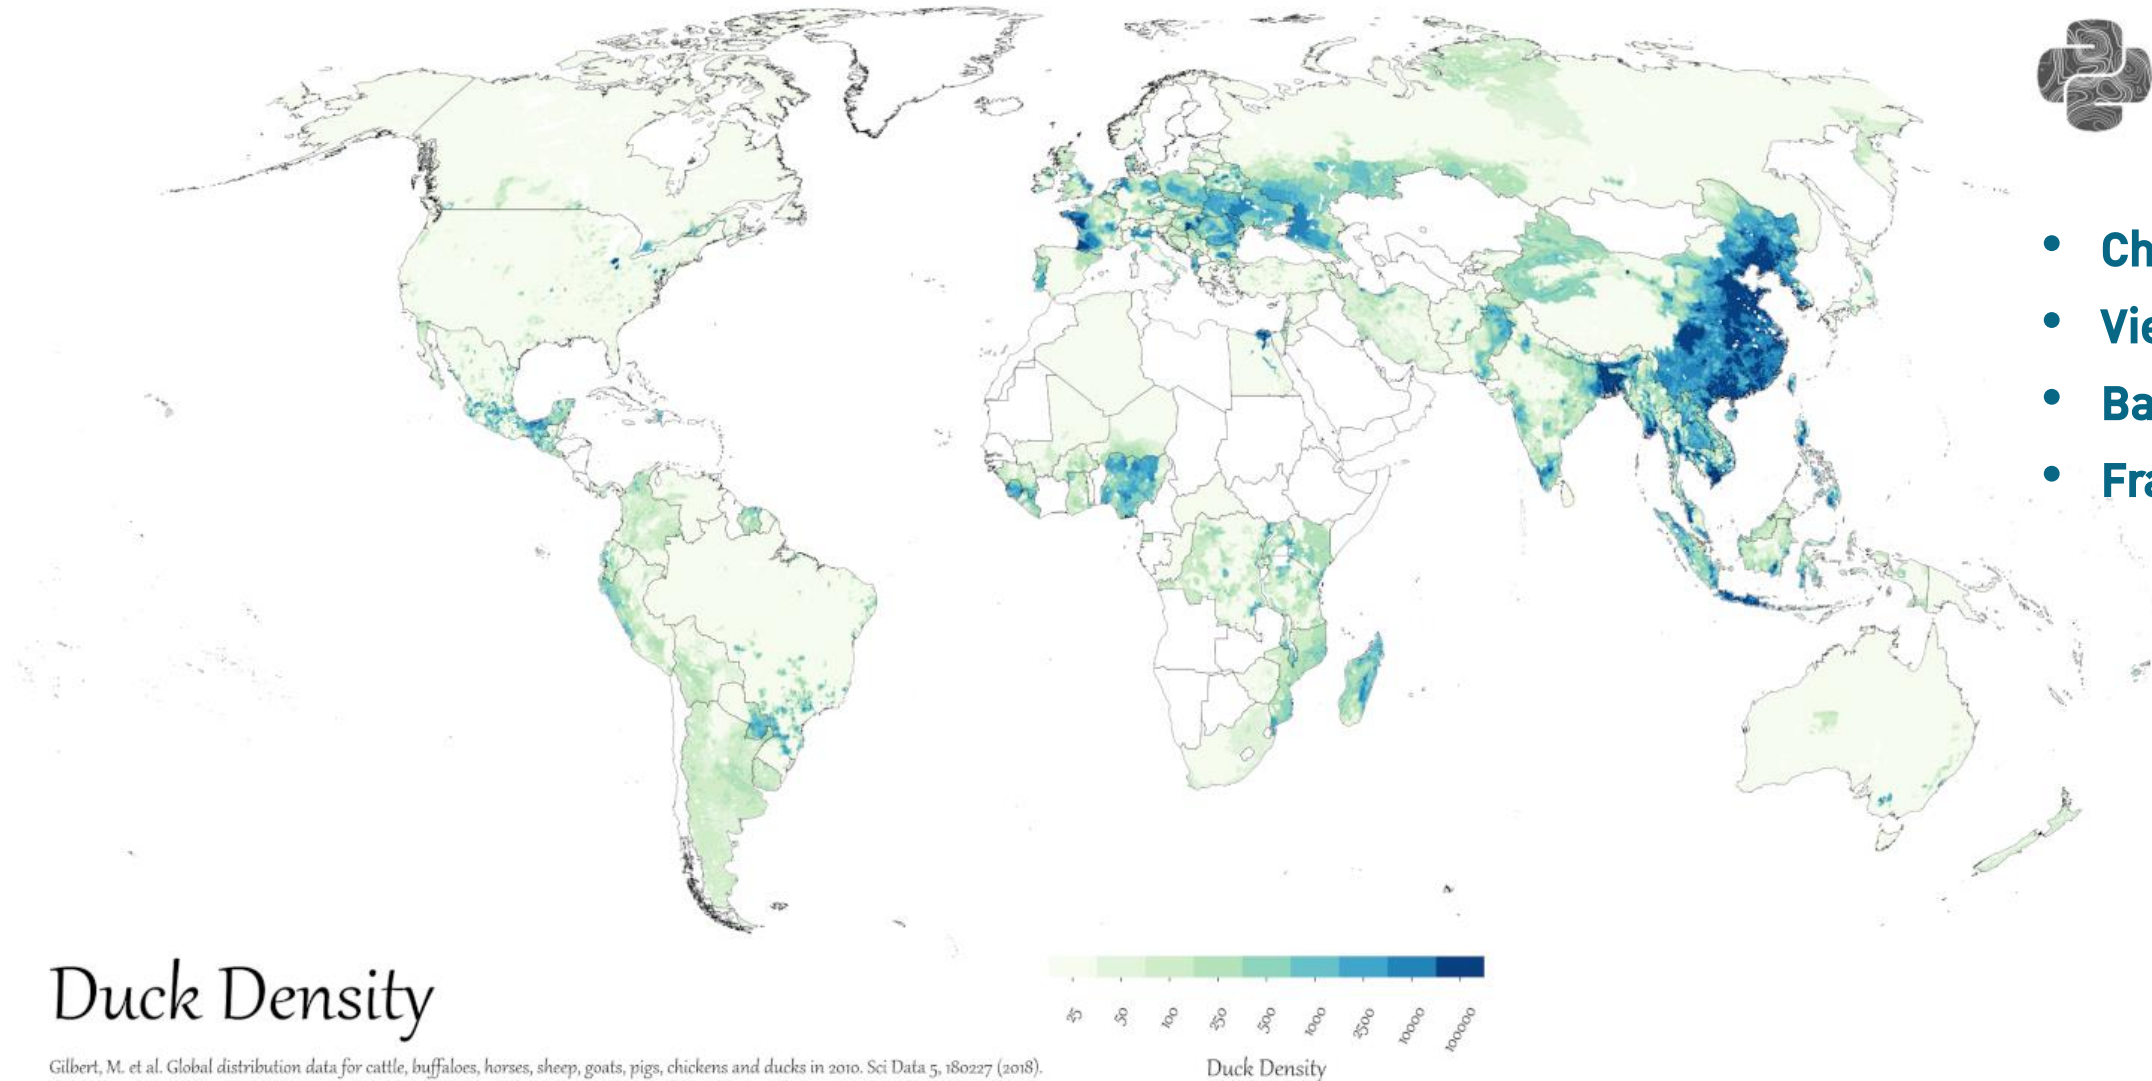 Ch
Vie
Ba
Fra
Duck Density
25 50 100 250 500 1000 2500 10000 100000
Gilbert, M. et al. Global distribution data for cattle, buffaloes, horses, sheep, goats, pigs, chickens and ducks in 2010. Sci Data 5, 180227 (2018).
Duck Density